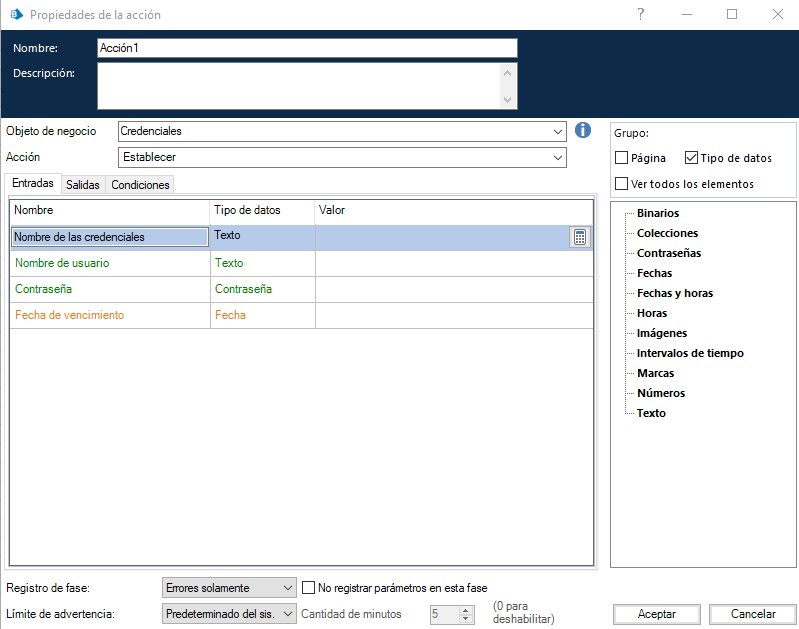 Propiedades de la acción
Nombre: Acción1
Descripción:
Objeto de negocio Credenciales
Acción Establecer
Entradas Salidas Condiciones
Nombre Tipo de datos Valor
Nombre de las credenciales Texto
Nombre de usuario Texto
Contraseña Contraseña
Fecha de vencimiento Fecha
Grupo:
Página Tipo de datos
Ver todos los elementos
Binarios
Colecciones
Contraseñas
Fechas
Fechas y horas
Horas
Imágenes
Intervalos de tiempo
Marcas
Números
Texto
Registro de fase: Errores solamente No registrar parámetros en esta fase
Límite de advertencia: Predeterminado del sis. Cantidad de minutos 5 (0 para
deshabilitar)
Aceptar Cancelar